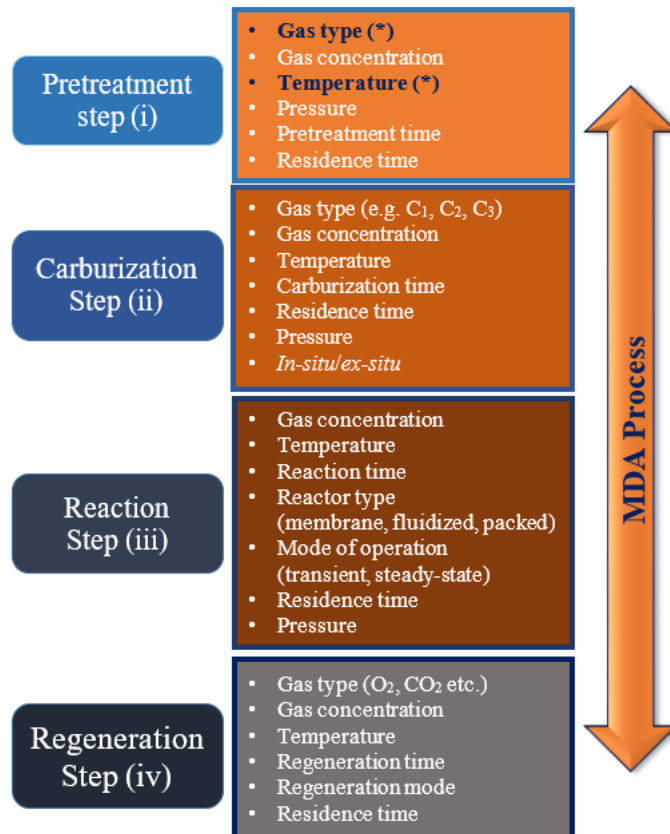 Pretreatment
step (i)
• Gas type (*)
• Gas concentration
• Temperature (*)
• Pressure
• Pretreatment time
• Residence time
Carburization
Step (ii)
• Gas type (e.g. C₁, C₂, C₃)
• Gas concentration
• Temperature
• Carburization time
• Residence time
• Pressure
• In-situ/ex-situ
Reaction
Step (iii)
• Gas concentration
• Temperature
• Reaction time
• Reactor type
(membrane, fluidized, packed)
• Mode of operation
(transient, steady-state)
• Residence time
• Pressure
Regeneration
Step (iv)
• Gas type (O₂, CO₂ etc.)
• Gas concentration
• Temperature
• Regeneration time
• Regeneration mode
• Residence time
MDA Process